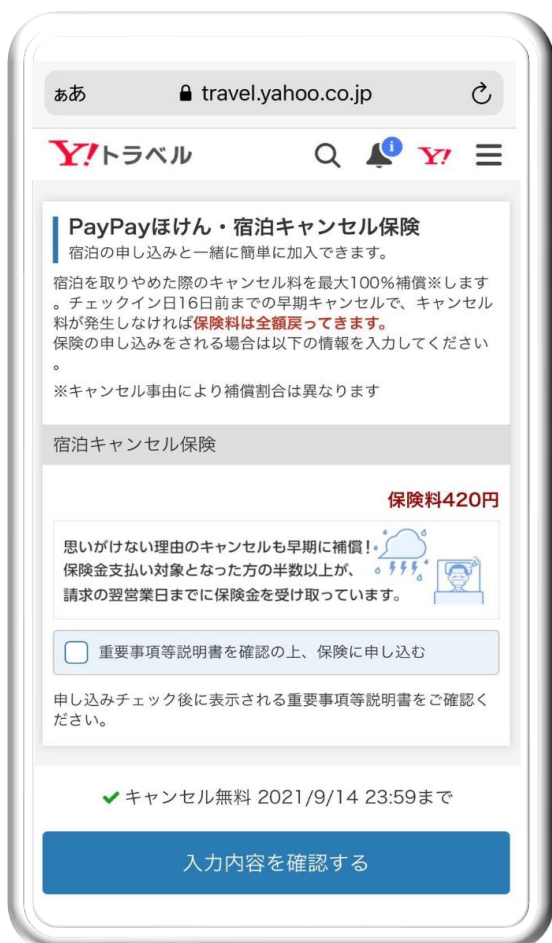 ぁあ travel.yahoo.co.jp
Y!トラベル i Y!
PayPayほけん・宿泊キャンセル保険
宿泊の申し込みと一緒に簡単に加入できます。
宿泊を取りやめた際のキャンセル料を最大100%補償※します
。チェックイン日16日前までの早期キャンセルで、キャンセル
料が発生しなければ保険料は全額戻ってきます。
保険の申し込みをされる場合は以下の情報を入力してください
。
※キャンセル事由により補償割合は異なります
宿泊キャンセル保険
保険料420円
思いがけない理由のキャンセルも早期に補償!
保険金支払い対象となった方の半数以上が、
請求の翌営業日までに保険金を受け取っています。
重要事項等説明書を確認の上、保険に申し込む
申し込みチェック後に表示される重要事項等説明書をご確認く
ださい。
キャンセル無料 2021/9/14 23:59まで
入力内容を確認する